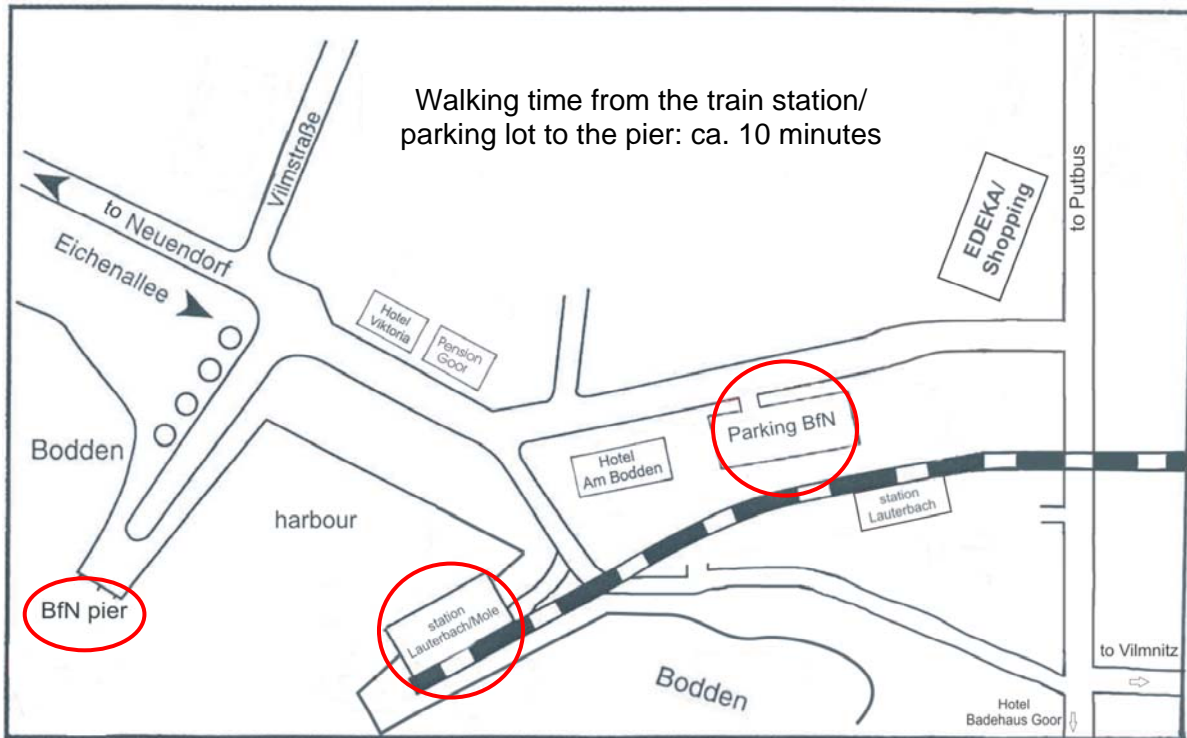 Walking time from the train station/
parking lot to the pier: ca. 10 minutes
Vilmstraße
to Putbus
EDEKA/
Shopping
to Neuendorf
Eichenallee
Hotel
Viktoria
Pension
Goor
Parking BfN
Hotel
Am Bodden
station
Lauterbach
Bodden
harbour
BfN pier
station
Lauterbach/Mole
Bodden
to Vilmnitz
Hotel
Badehaus Goor